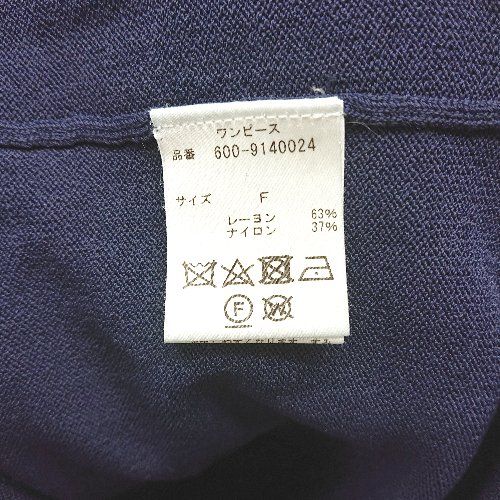 ワンピース
品番 600-9140024
サイズ F
レーヨン 63%
ナイロン 37%
F
W